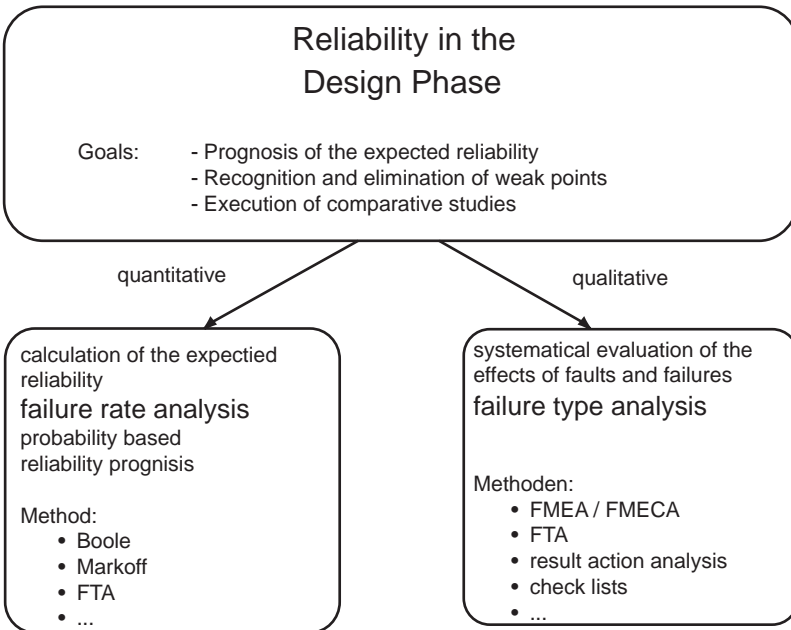 Reliability in the
Design Phase
Goals: - Prognosis of the expected reliability
- Recognition and elimination of weak points
- Execution of comparative studies
quantitative
qualitative
calculation of the expectied
reliability
failure rate analysis
probability based
reliability prognisis
Method:
• Boole
• Markoff
• FTA
• ...
systematical evaluation of the
effects of faults and failures
failure type analysis
Methoden:
• FMEA / FMECA
• FTA
• result action analysis
• check lists
• ...